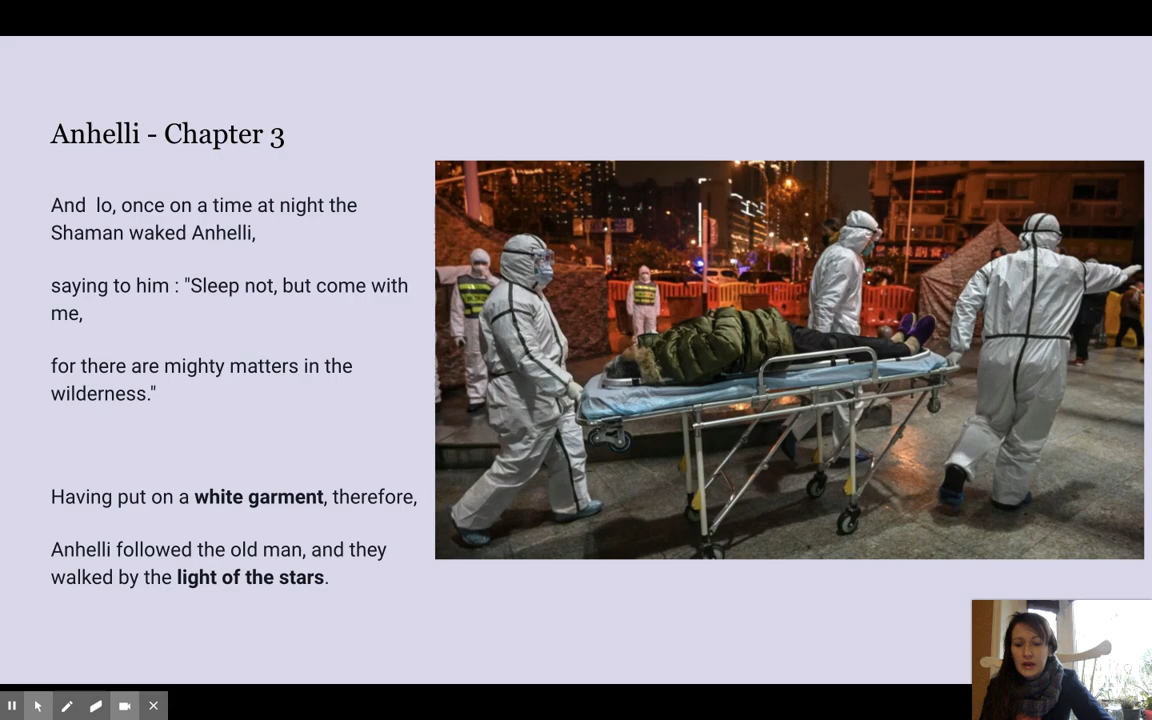 Anhelli - Chapter 3
And  lo, once on a time at night the
Shaman waked Anhelli,
saying to him : "Sleep not, but come with
me,
for there are mighty matters in the
wilderness."
Having put on a white garment, therefore,
Anhelli followed the old man, and they
walked by the light of the stars.